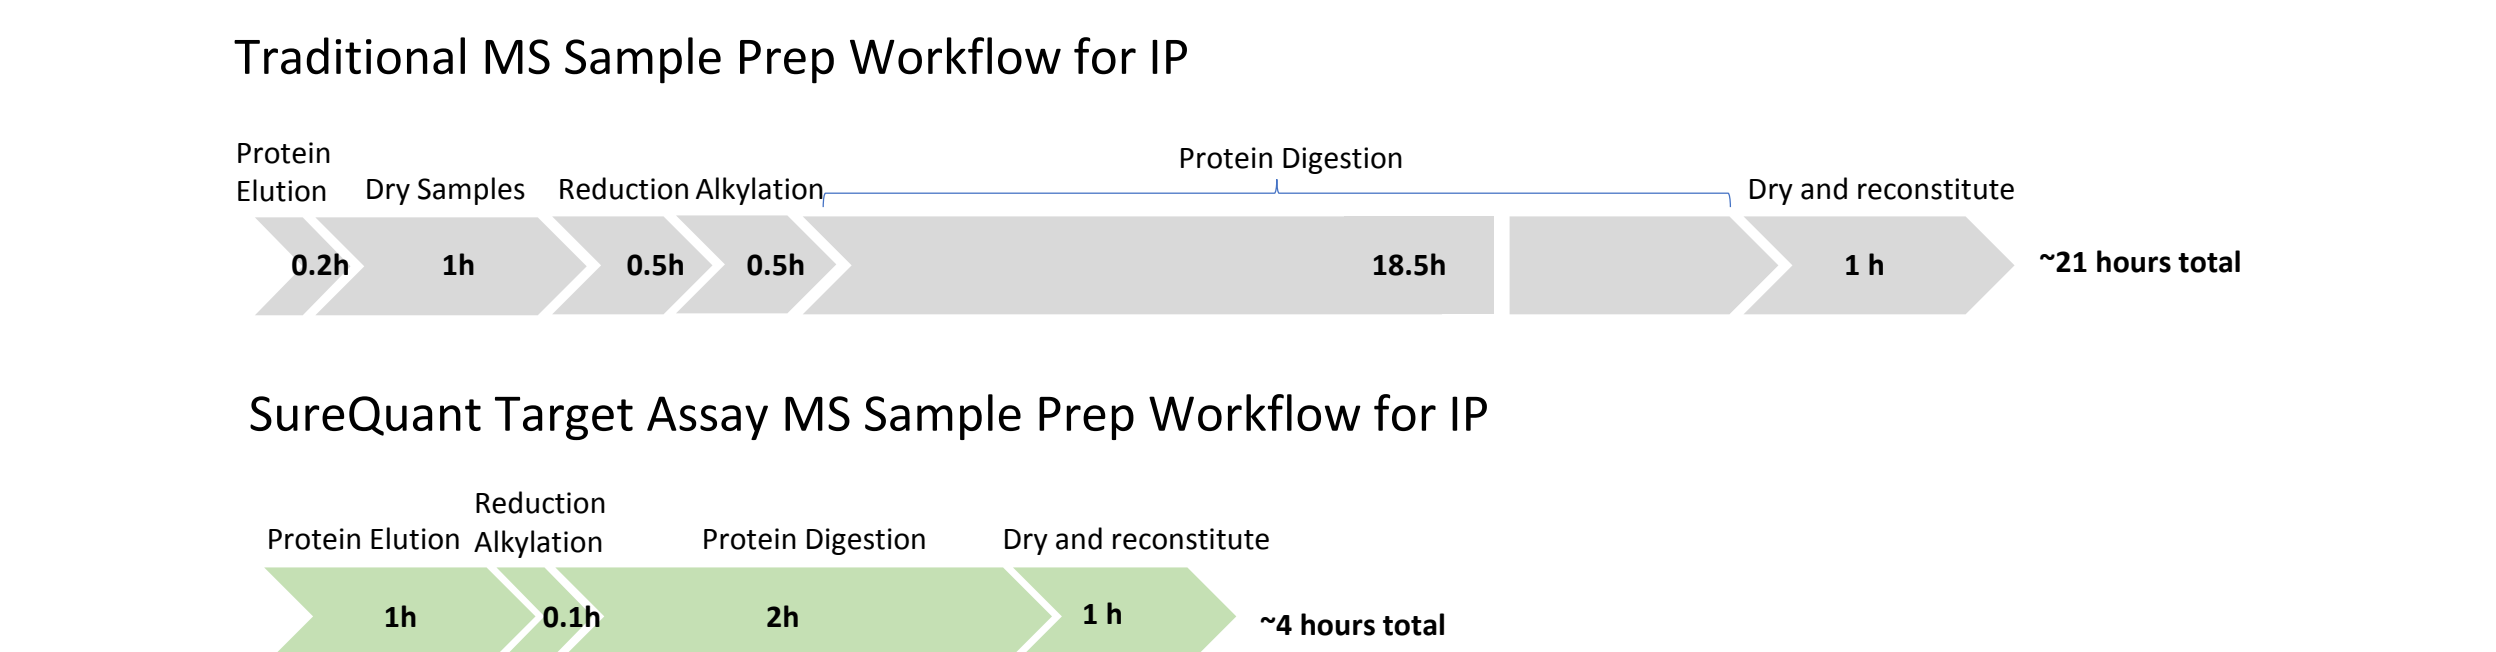 Traditional MS Sample Prep Workflow for IP
Protein
Elution
Dry Samples
Reduction
Alkylation
Protein Digestion
Dry and reconstitute
0.2h
1h
0.5h
0.5h
18.5h
1 h
~21 hours total
SureQuant Target Assay MS Sample Prep Workflow for IP
Protein Elution
Reduction
Alkylation
Protein Digestion
Dry and reconstitute
1h
0.1h
2h
1 h
~4 hours total